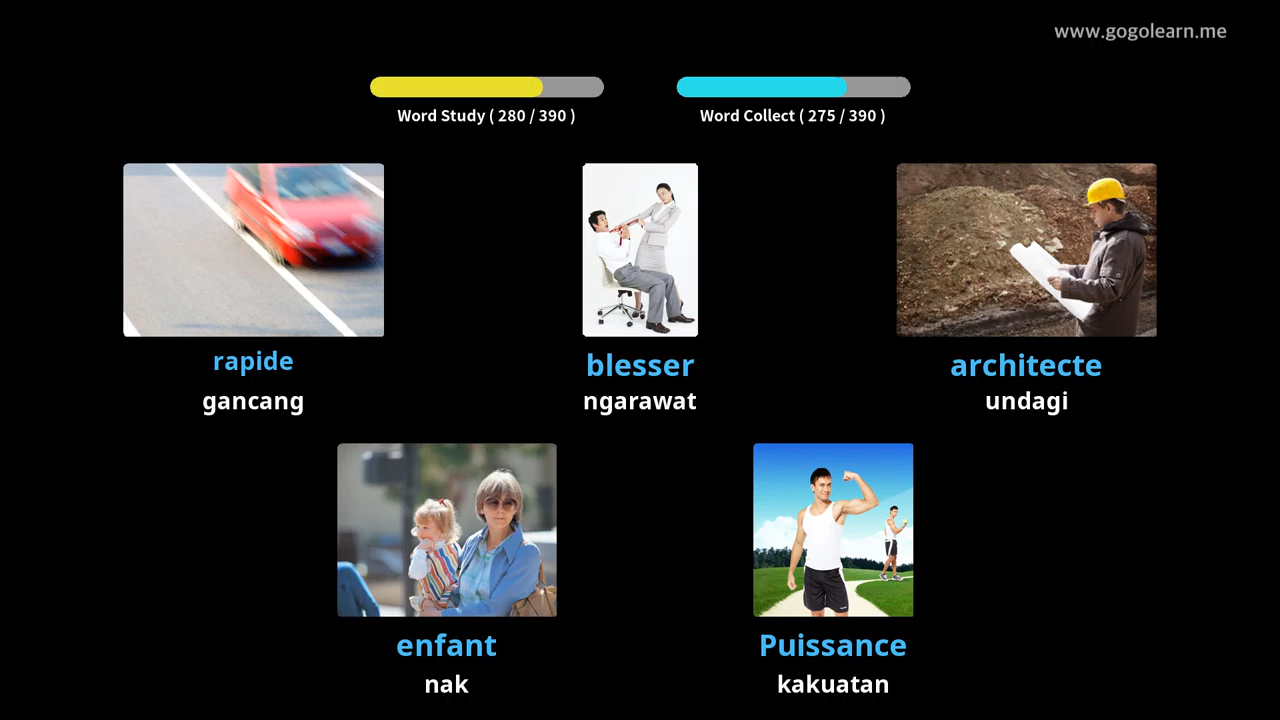 www.gogolearn.me
Word Study ( 280 / 390 )
Word Collect ( 275 / 390 )
rapide
gancang
blesser
ngarawat
architecte
undagi
enfant
nak
Puissance
kakuatan